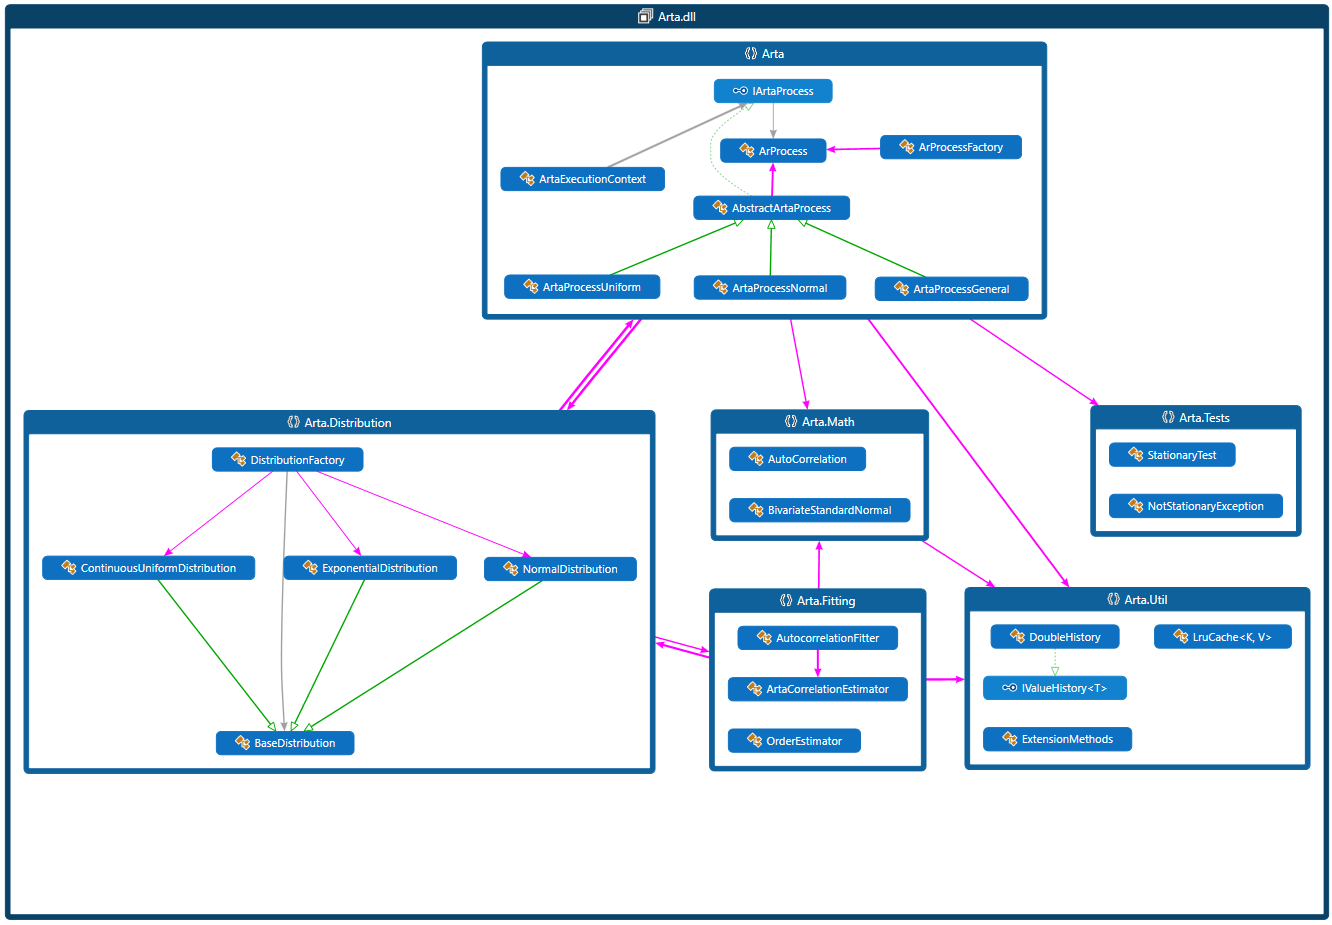 Arta.dll
Arta
IArtaProcess
ArProcess
ArProcessFactory
ArtaExecutionContext
AbstractArtaProcess
ArtaProcessUniform
ArtaProcessNormal
ArtaProcessGeneral
Arta.Distribution
DistributionFactory
ContinuousUniformDistribution
ExponentialDistribution
NormalDistribution
BaseDistribution
Arta.Math
AutoCorrelation
BivariateStandardNormal
Arta.Tests
StationaryTest
NotStationaryException
Arta.Fitting
AutocorrelationFitter
ArtaCorrelationEstimator
OrderEstimator
Arta.Util
DoubleHistory
LruCache<K, V>
IValueHistory<T>
ExtensionMethods